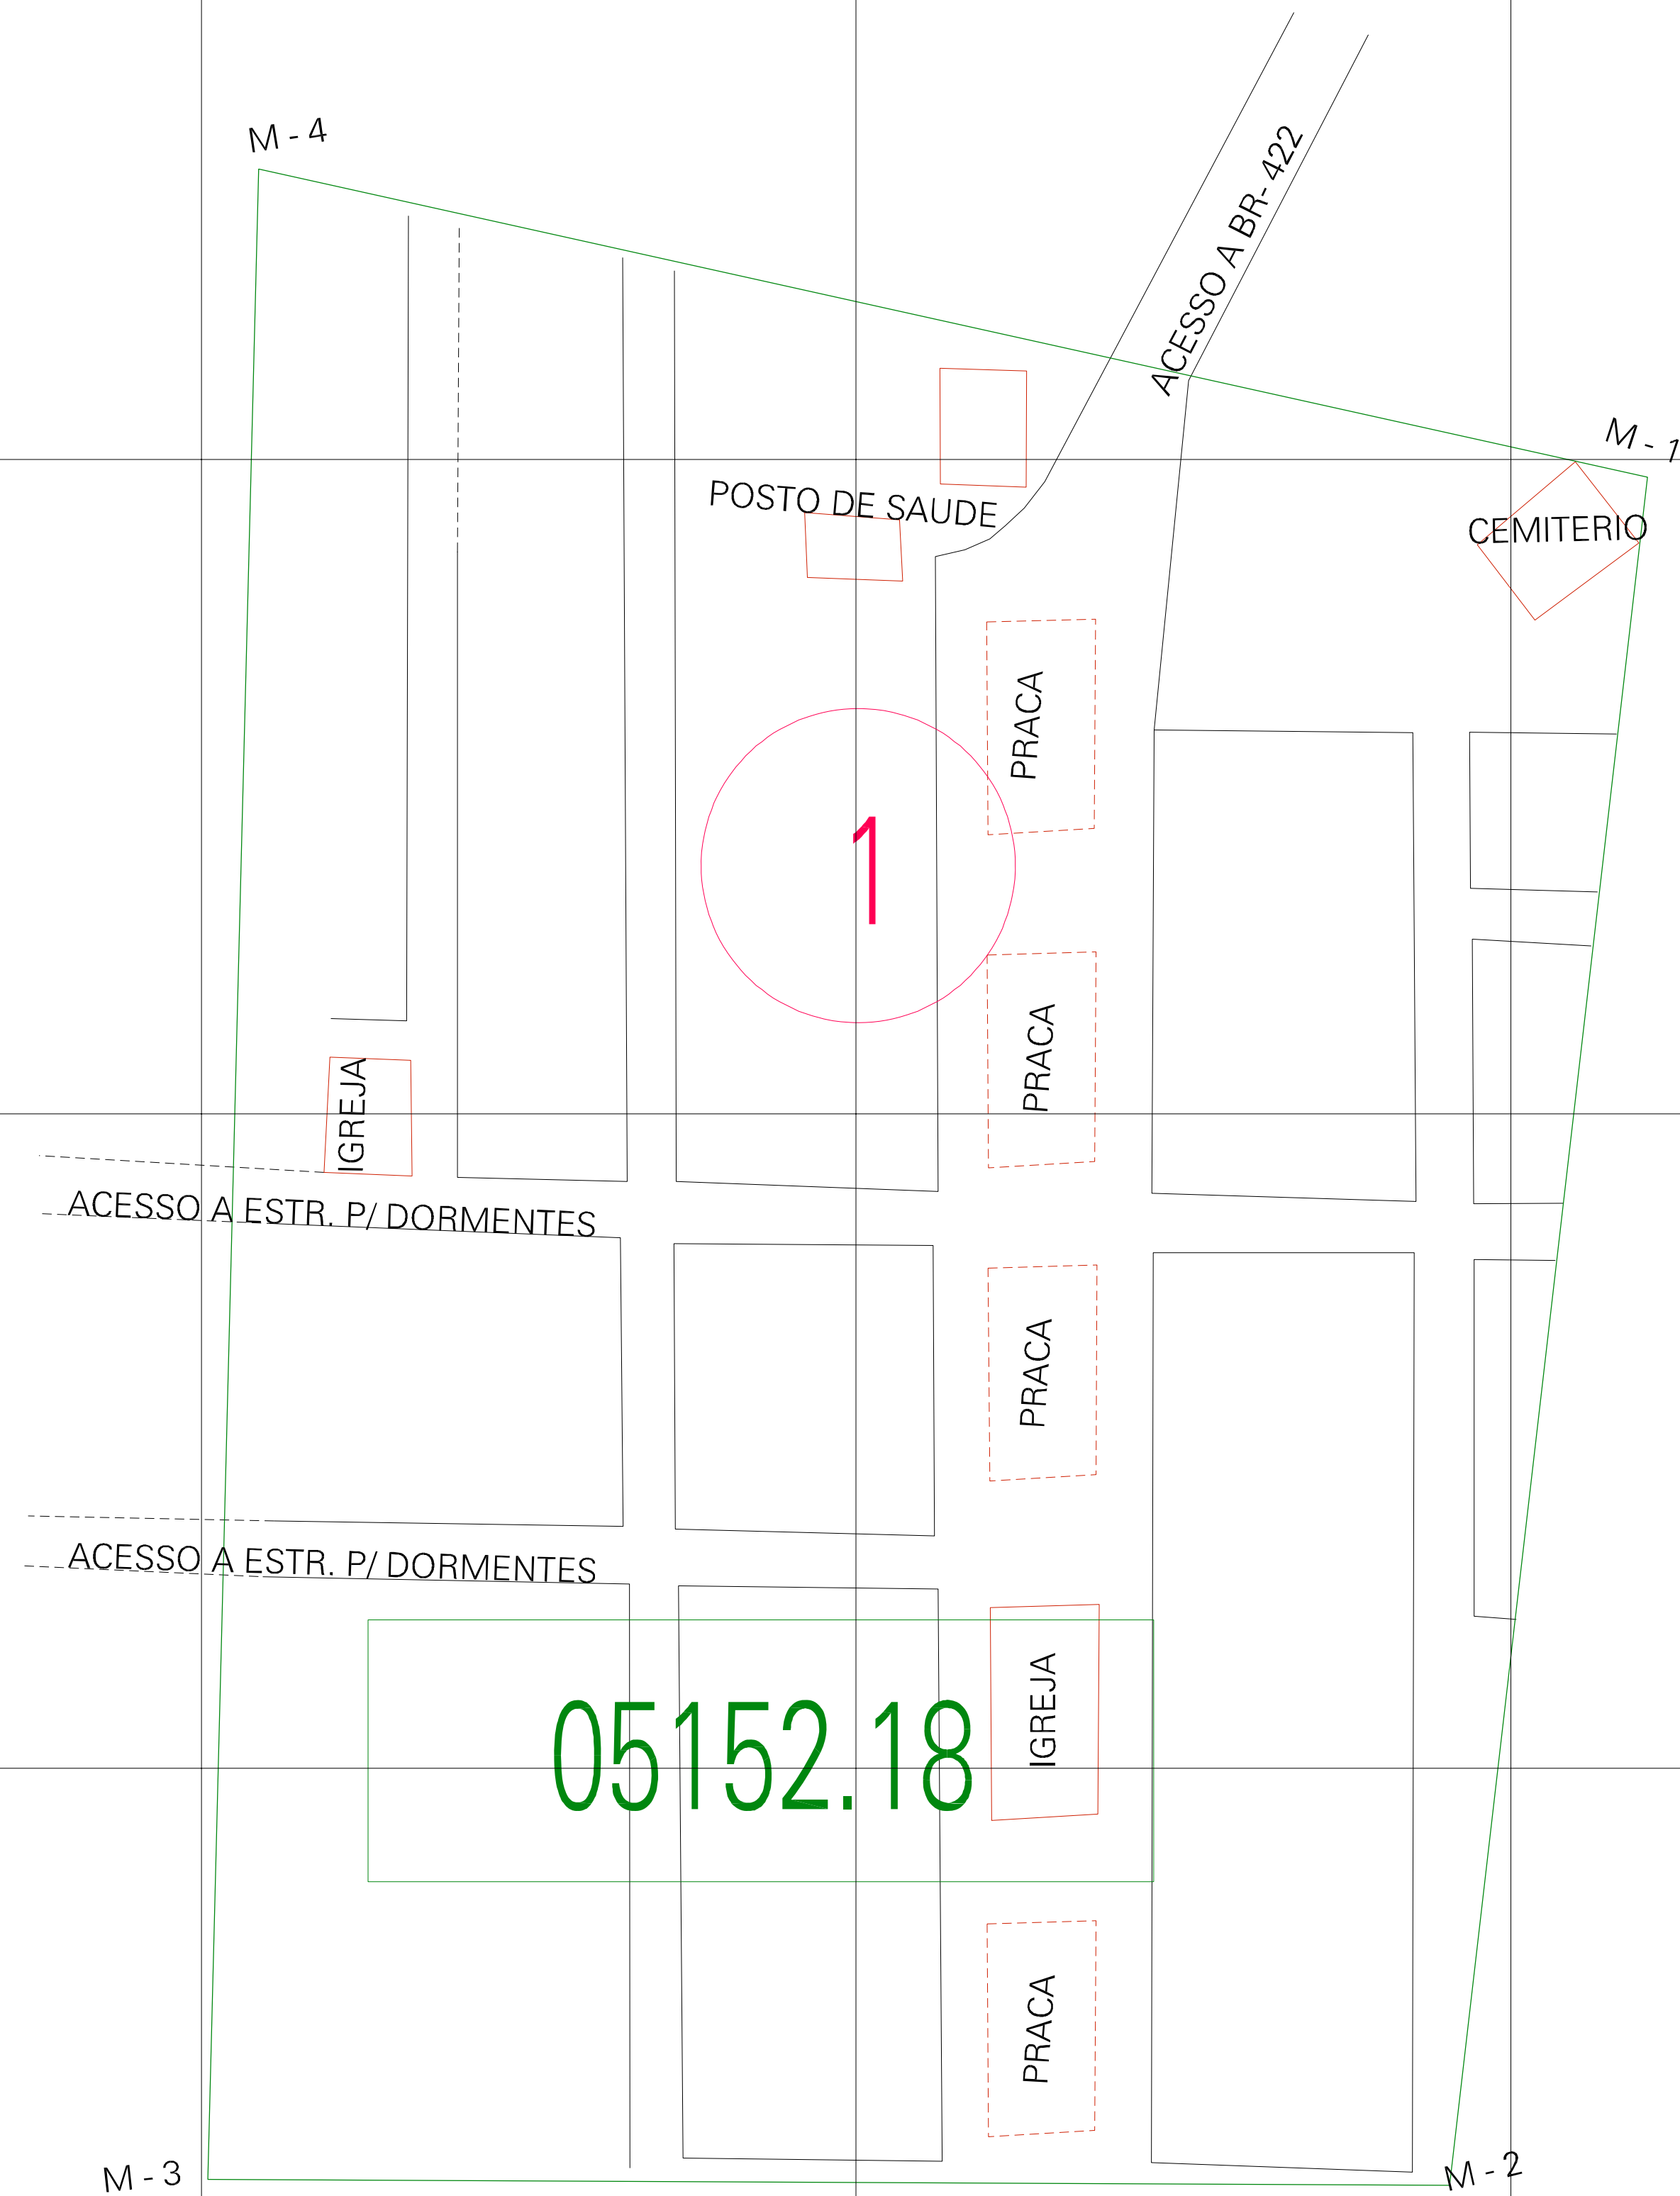 M - 4
ACESSO A BR- 422
M - 1
POSTO DE SAUDE
CEMITERIO
PRACA
1
PRACA
IGREJA
ACESSO A ESTR. P/ DORMENTES
PRACA
ACESSO A ESTR. P/ DORMENTES
IGREJA
05152.18
PRACA
M - 3
M - 2